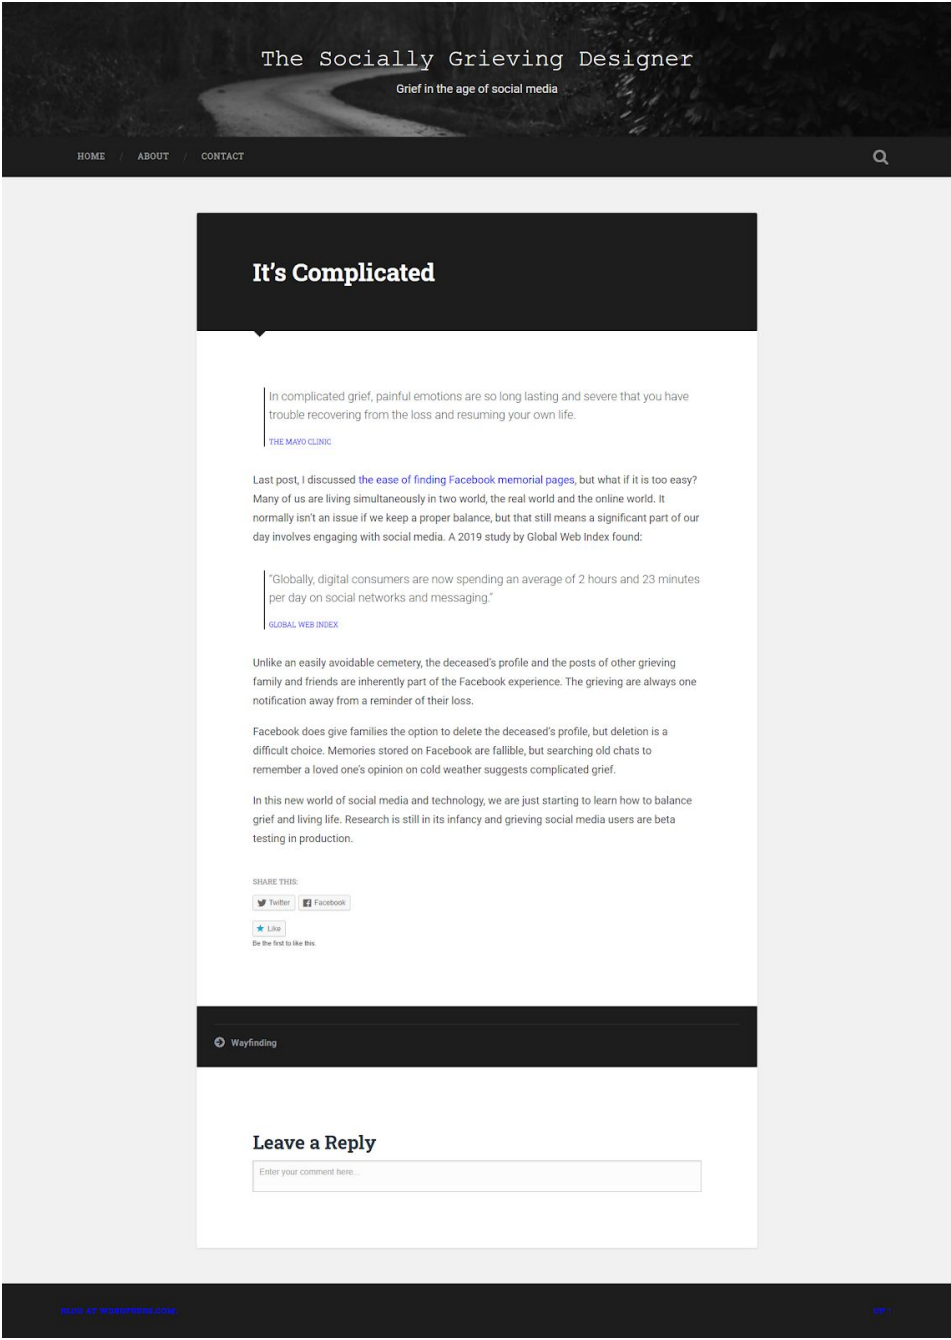 The Socially Grieving Designer
Grief in the age of social media
HOME / ABOUT / CONTACT
It's Complicated
In complicated grief, painful emotions are so long lasting and severe that you have
trouble recovering from the loss and resuming your own life.
THE MAYO CLINIC
Last post, I discussed the ease of finding Facebook memorial pages, but what if it is too easy?
Many of us are living simultaneously in two world, the real world and the online world. It
normally isn't an issue if we keep a proper balance, but that still means a significant part of our
day involves engaging with social media. A 2019 study by Global Web Index found:
"Globally, digital consumers are now spending an average of 2 hours and 23 minutes
per day on social networks and messaging."
GLOBAL WEB INDEX
Unlike an easily avoidable cemetery, the deceased's profile and the posts of other grieving
family and friends are inherently part of the Facebook experience. The grieving are always one
notification away from a reminder of their loss.
Facebook does give families the option to delete the deceased's profile, but deletion is a
difficult choice. Memories stored on Facebook are fallible, but searching old chats to
remember a loved one's opinion on cold weather suggests complicated grief.
In this new world of social media and technology, we are just starting to learn how to balance
grief and living life. Research is still in its infancy and grieving social media users are beta
testing in production.
SHARE THIS:
Twitter Facebook
Like
Be the first to like this.
Wayfinding
Leave a Reply
Enter your comment here...
BLOG AT WORDPRESS.COM. UP ↑